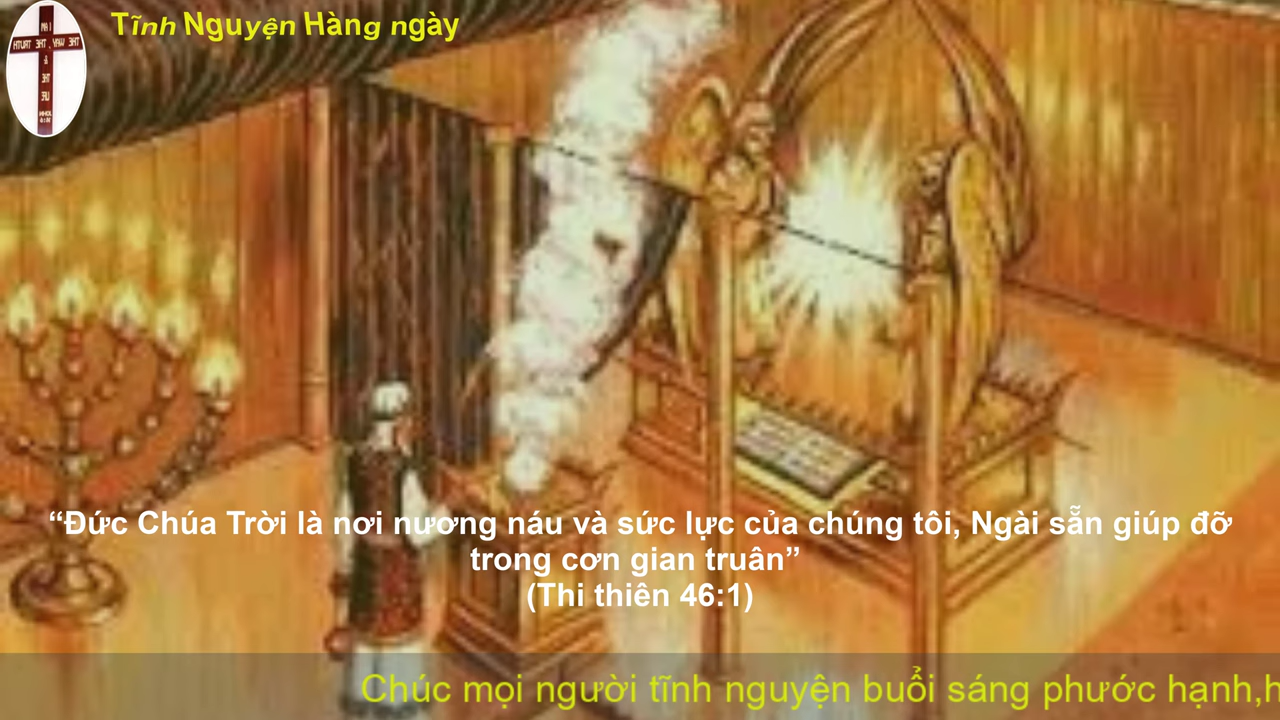 Tĩnh Nguyện Hàng ngày
“Đức Chúa Trời là nơi nương náu và sức lực của chúng tôi, Ngài sẵn giúp đỡ
trong cơn gian truân”
(Thi thiên 46:1)
Chúc mọi người tĩnh nguyện buổi sáng phước hạnh,h